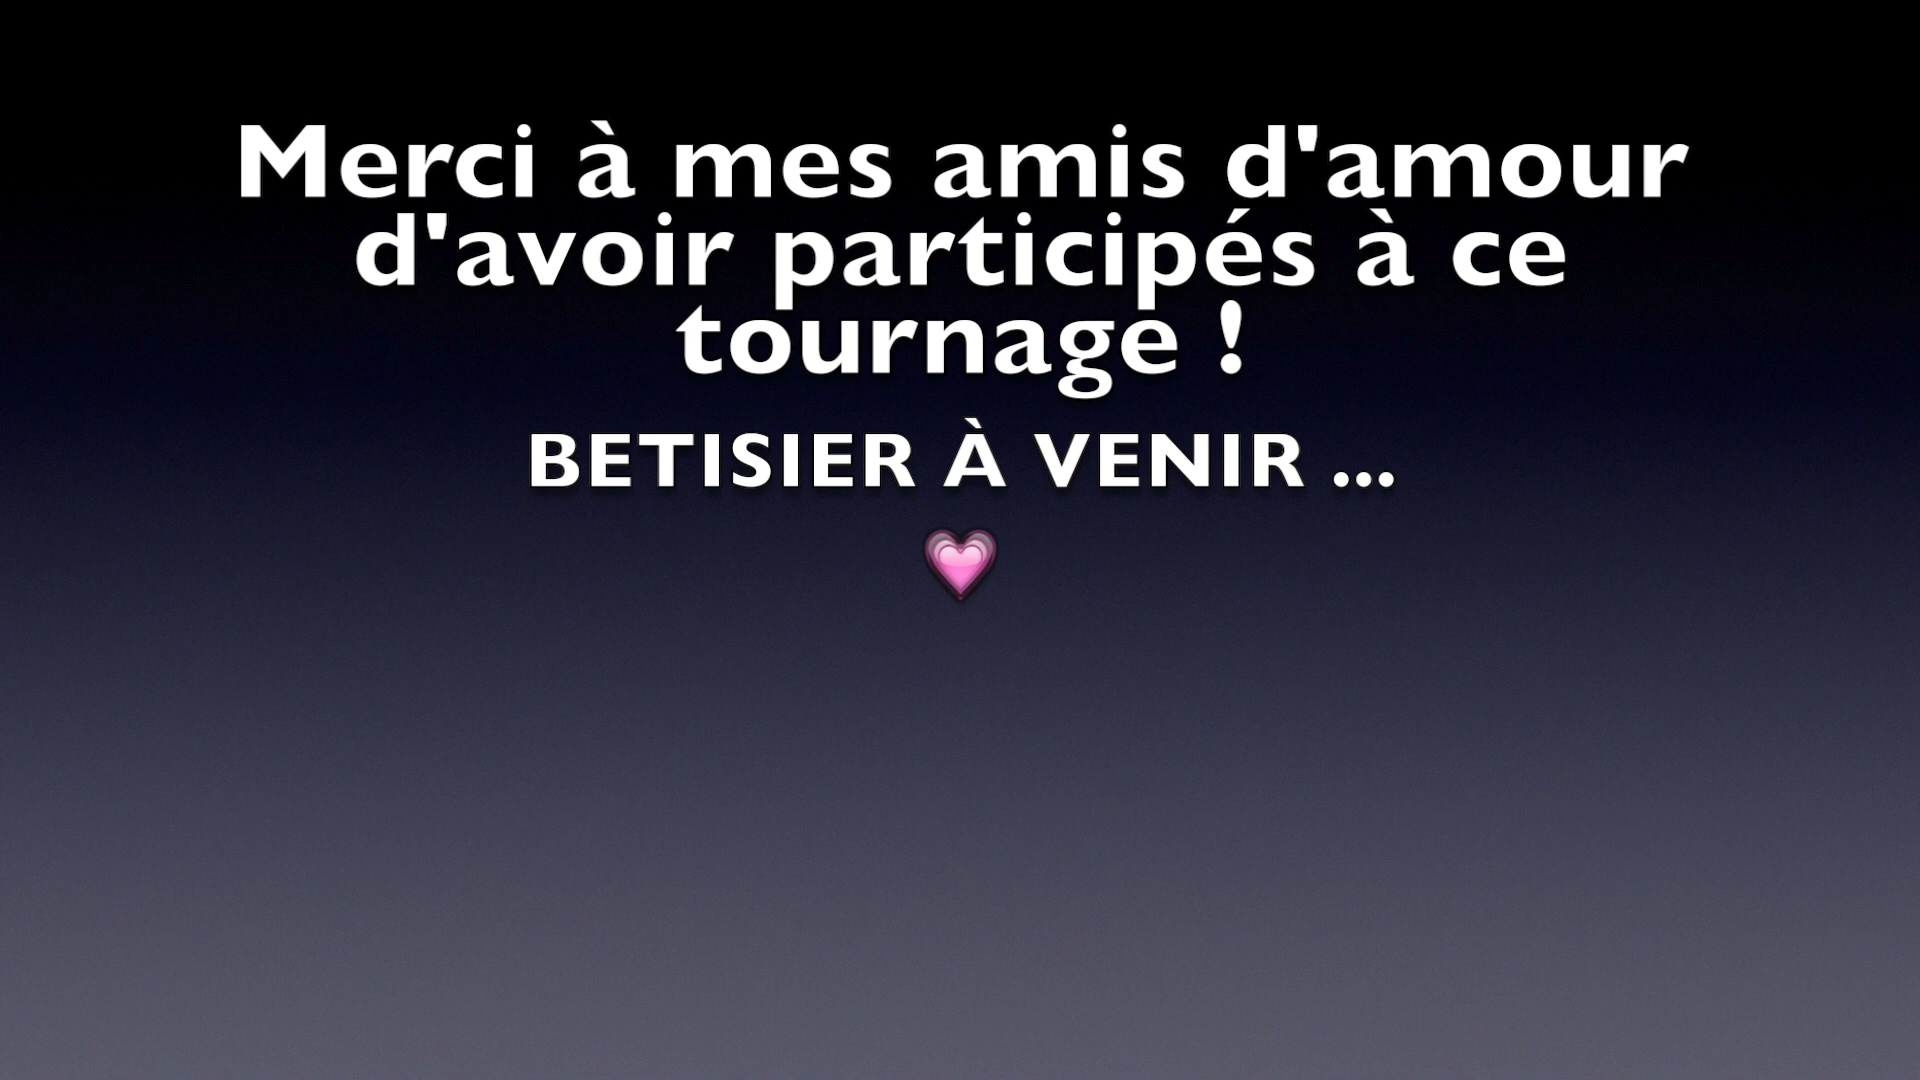 Merci à mes amis d'amour
d'avoir participés à ce
tournage !
BETISIER À VENIR ...
💗